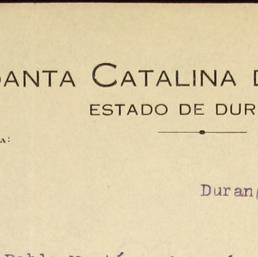 SANTA CATALINA D
ESTADO DE DUR
A:
Durang